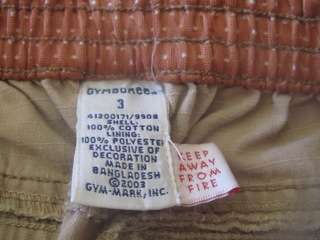 GYMBOREE
3
41200171/9908
SHELL:
100% COTTON
LINING:
100% POLYESTER
EXCLUSIVE OF
DECORATION
MADE IN
BANGLADESH
©2003
GYM-MARK, INC.
KEEP
AWAY
FROM
FIRE